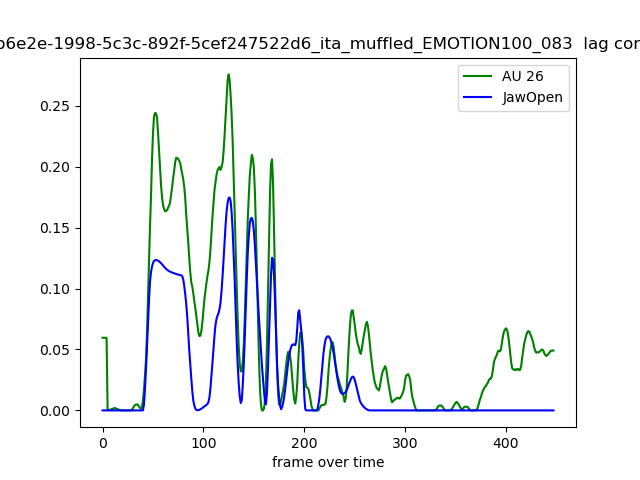 b6e2e-1998-5c3c-892f-5cef247522d6_ita_muffled_EMOTION100_083 lag cor
AU 26
JawOpen
0.25
0.20
0.15
0.10
0.05
0.00
0
100
200
300
400
frame over time